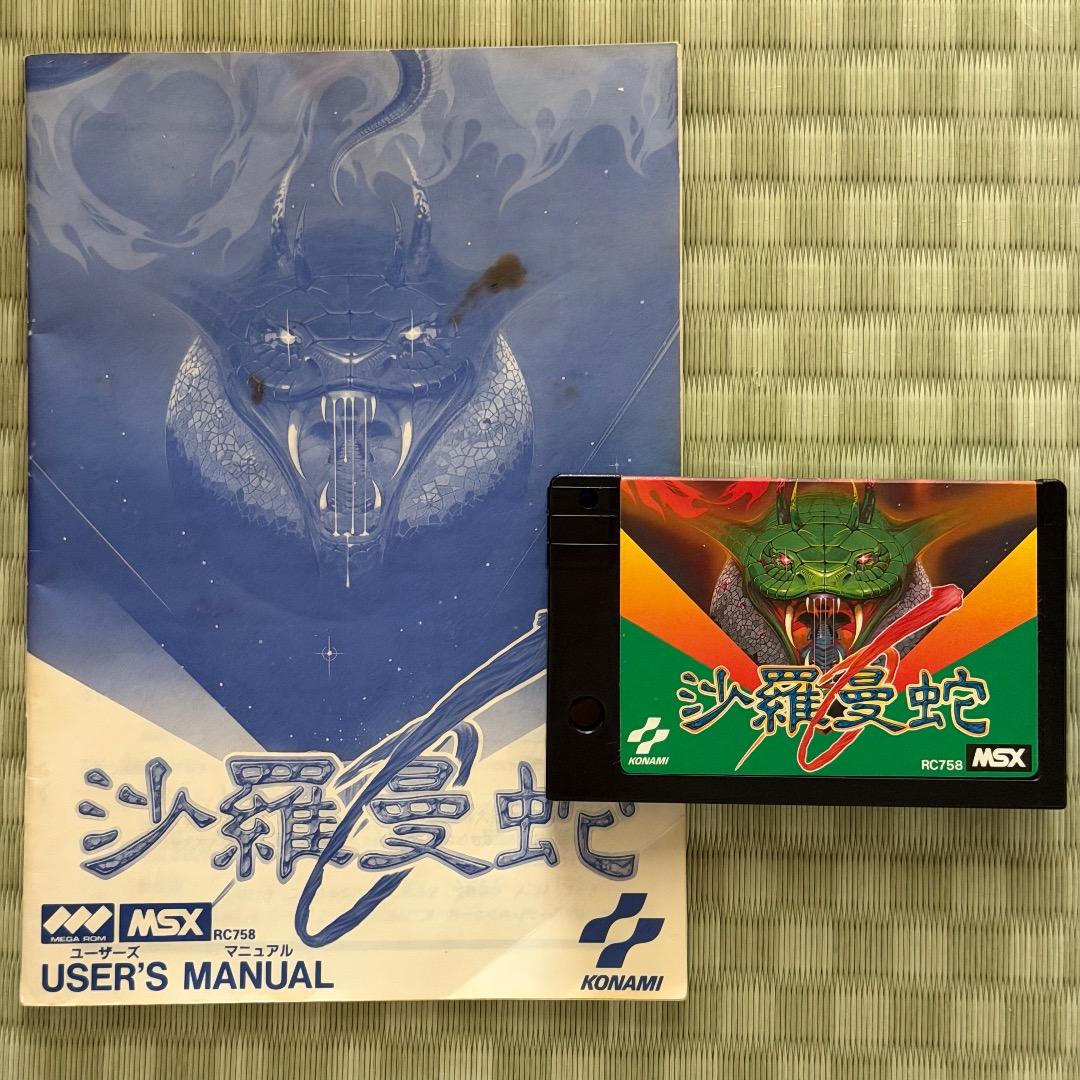 沙羅曼蛇
MEGA ROM
MSX
RC758
ユーザーズ マニュアル
USER'S MANUAL
KONAMI
沙羅曼蛇
KONAMI
RC758
MSX